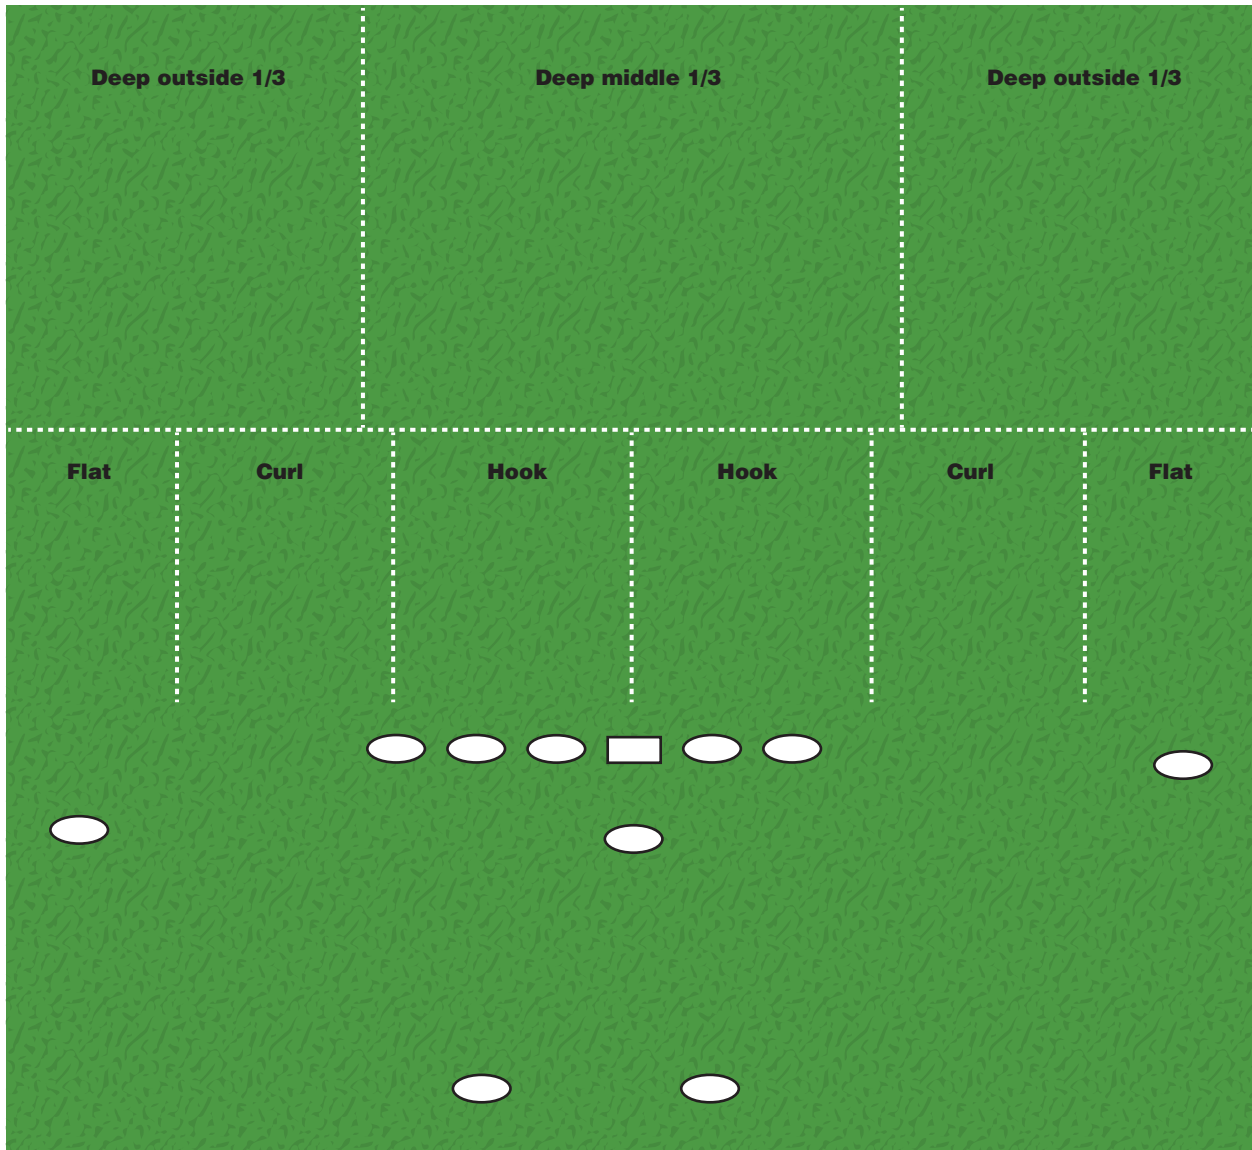 Deep outside 1/3 Deep middle 1/3 Deep outside 1/3
Flat Curl Hook Hook Curl Flat